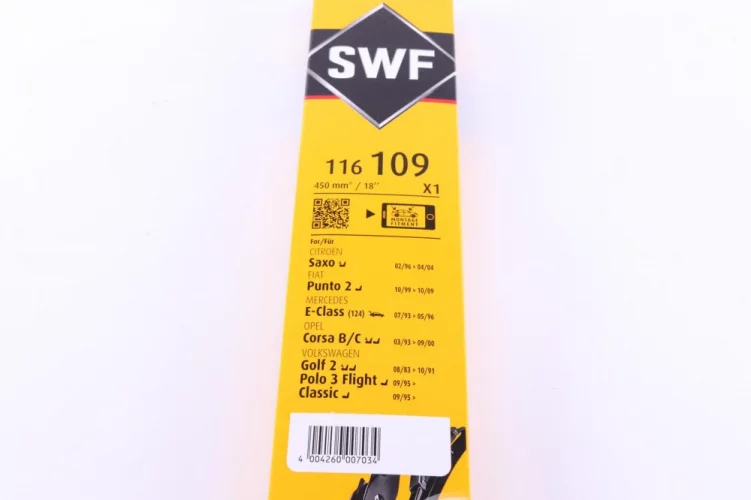 SWF
116 109
450 mm* / 18"
X1
MONTAGE
FITMENT
For/Für
CITROËN
Saxo 02/96 > 04/04
FIAT
Punto 2 10/99 > 10/09
MERCEDES
E-Class (124) 07/93 > 05/96
OPEL
Corsa B/C 03/93 > 09/00
VOLKSWAGEN
Golf 2 08/83 > 10/91
Polo 3 Flight 09/95 >
Classic 09/95 >
4 004260 007034